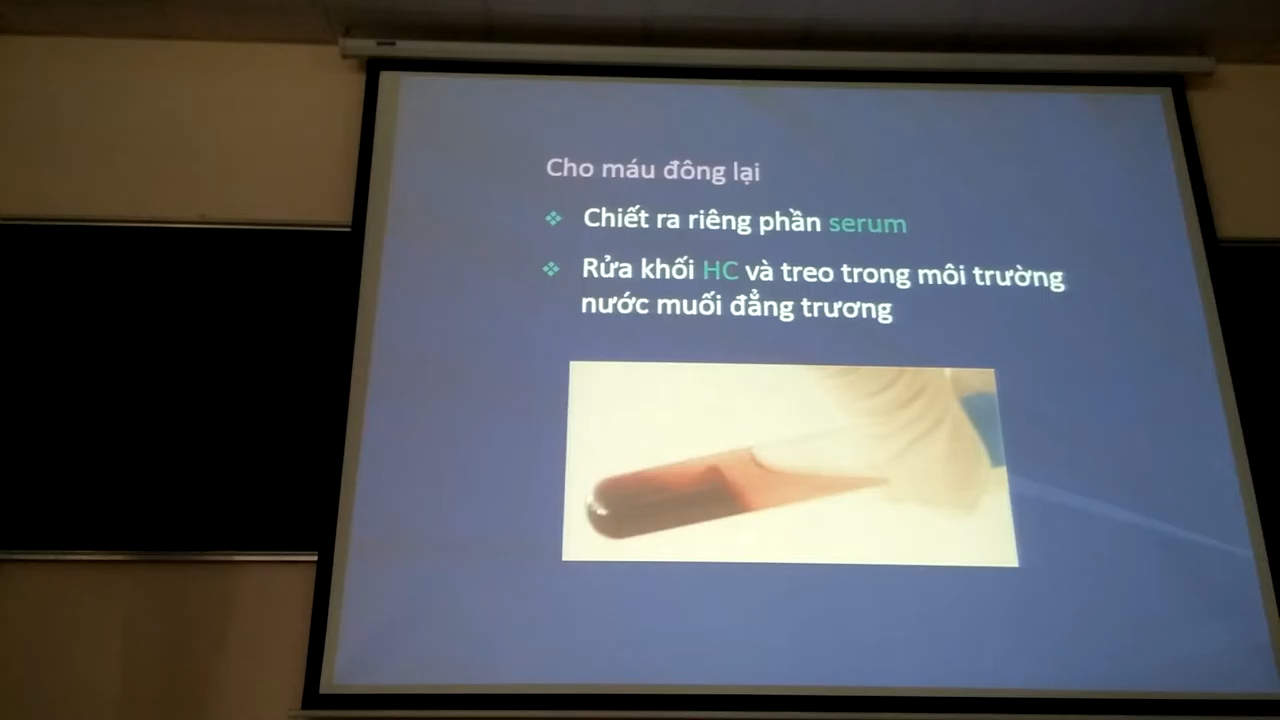 Cho máu đông lại
❖ Chiết ra riêng phần serum
❖ Rửa khối HC và treo trong môi trường
nước muối đẳng trương